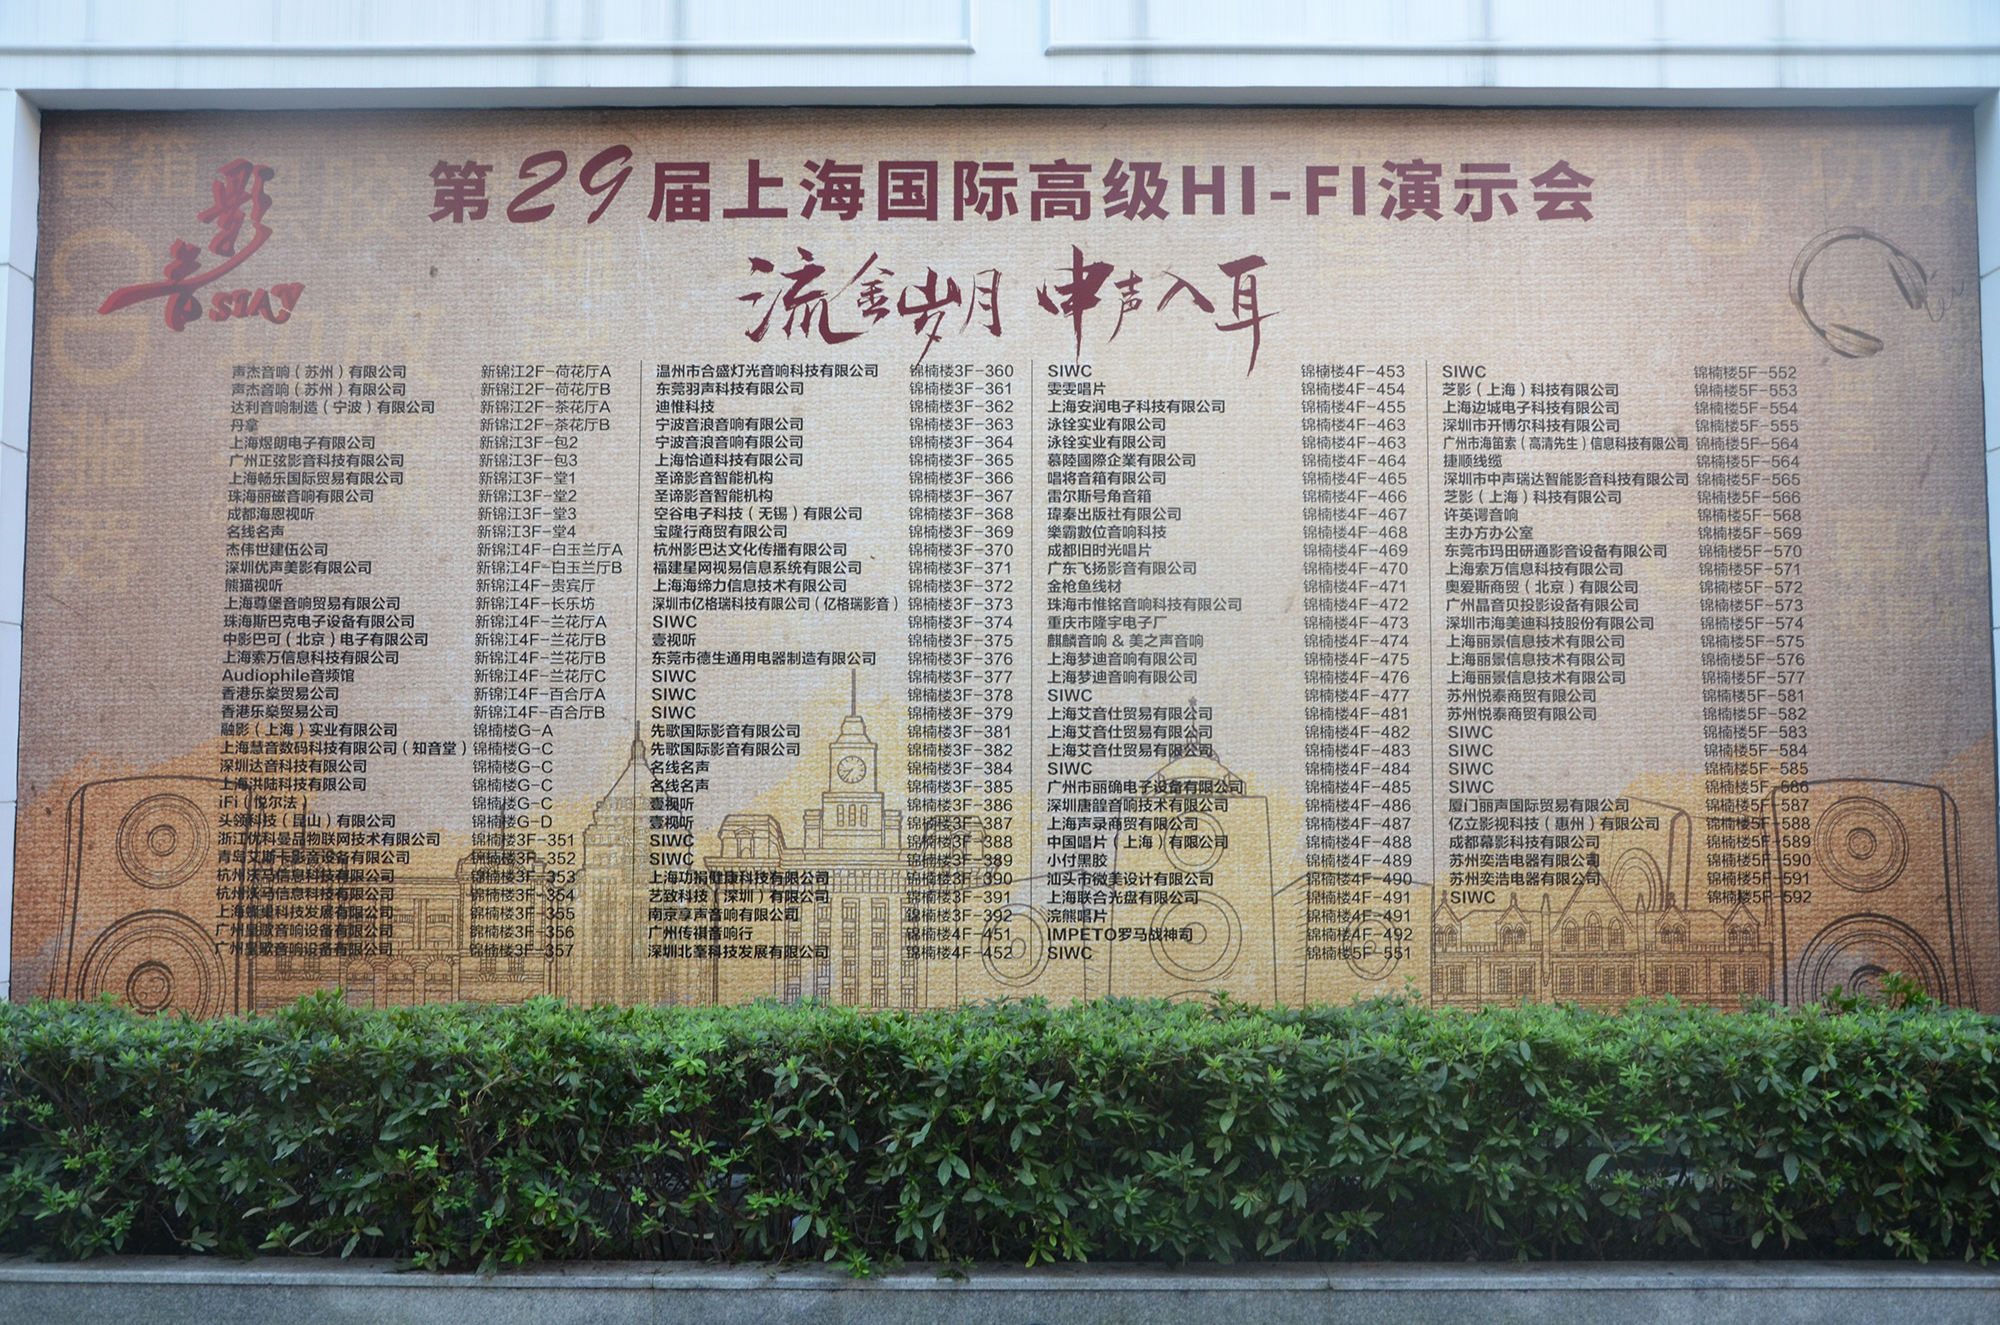 影音SIAV
第29届上海国际高级HI-FI演示会
流金岁月 申声入耳
声杰音响（苏州）有限公司 新锦江2F-荷花厅A
声杰音响（苏州）有限公司 新锦江2F-荷花厅B
达利音响制造（宁波）有限公司 新锦江2F-茶花厅A
丹拿 新锦江2F-茶花厅B
上海煜朗电子有限公司 新锦江3F-包2
广州正弦影音科技有限公司 新锦江3F-包3
上海畅乐国际贸易有限公司 新锦江3F-堂1
珠海丽磁音响有限公司 新锦江3F-堂2
成都海恩视听 新锦江3F-堂3
名线名声 新锦江3F-堂4
杰伟世建伍公司 新锦江4F-白玉兰厅A
深圳优声美影有限公司 新锦江4F-白玉兰厅B
熊猫视听 新锦江4F-贵宾厅
上海尊堡音响贸易有限公司 新锦江4F-长乐坊
珠海斯巴克电子设备有限公司 新锦江4F-兰花厅A
中影巴可（北京）电子有限公司 新锦江4F-兰花厅B
上海索万信息科技有限公司 新锦江4F-兰花厅B
Audiophile音频馆 新锦江4F-兰花厅C
香港乐燊贸易公司 新锦江4F-百合厅A
香港乐燊贸易公司 新锦江4F-百合厅B
融影（上海）实业有限公司 锦楠楼G-A
上海慧音数码科技有限公司（知音堂） 锦楠楼G-C
深圳达音科技有限公司 锦楠楼G-C
上海洪陆科技有限公司 锦楠楼G-C
iFi（悦尔法） 锦楠楼G-C
头领科技（昆山）有限公司 锦楠楼G-D
浙江优科曼品物联网技术有限公司 锦楠楼3F-351
青岛艾斯卡影音设备有限公司 锦楠楼3F-352
杭州沃马信息科技有限公司 锦楠楼3F-353
杭州沃马信息科技有限公司 锦楠楼3F-354
上海蝶巢科技发展有限公司 锦楠楼3F-355
广州皇歌音响设备有限公司 锦楠楼3F-356
广州皇歌音响设备有限公司 锦楠楼3F-357
温州市合盛灯光音响科技有限公司 锦楠楼3F-360
东莞羽声科技有限公司 锦楠楼3F-361
迪惟科技 锦楠楼3F-362
宁波音浪音响有限公司 锦楠楼3F-363
宁波音浪音响有限公司 锦楠楼3F-364
上海恰道科技有限公司 锦楠楼3F-365
圣谛影音智能机构 锦楠楼3F-366
圣谛影音智能机构 锦楠楼3F-367
空谷电子科技（无锡）有限公司 锦楠楼3F-368
宝隆行商贸有限公司 锦楠楼3F-369
杭州影巴达文化传播有限公司 锦楠楼3F-370
福建星网视易信息系统有限公司 锦楠楼3F-371
上海海缔力信息技术有限公司 锦楠楼3F-372
深圳市亿格瑞科技有限公司（亿格瑞影音） 锦楠楼3F-373
SIWC 锦楠楼3F-374
壹视听 锦楠楼3F-375
东莞市德生通用电器制造有限公司 锦楠楼3F-376
SIWC 锦楠楼3F-377
SIWC 锦楠楼3F-378
SIWC 锦楠楼3F-379
先歌国际影音有限公司 锦楠楼3F-381
先歌国际影音有限公司 锦楠楼3F-382
名线名声 锦楠楼3F-384
名线名声 锦楠楼3F-385
壹视听 锦楠楼3F-386
壹视听 锦楠楼3F-387
SIWC 锦楠楼3F-388
SIWC 锦楠楼3F-389
上海功祷健康科技有限公司 锦楠楼3F-390
艺致科技（深圳）有限公司 锦楠楼3F-391
南京享声音响有限公司 锦楠楼3F-392
广州传祺音响行 锦楠楼4F-451
深圳北奎科技发展有限公司 锦楠楼4F-452
SIWC 锦楠楼4F-453
雯雯唱片 锦楠楼4F-454
上海安润电子科技有限公司 锦楠楼4F-455
泳铨实业有限公司 锦楠楼4F-463
泳铨实业有限公司 锦楠楼4F-463
慕陞國際企業有限公司 锦楠楼4F-464
唱将音箱有限公司 锦楠楼4F-465
雷尔斯号角音箱 锦楠楼4F-466
瑋秦出版社有限公司 锦楠楼4F-467
樂霸數位音响科技 锦楠楼4F-468
成都旧时光唱片 锦楠楼4F-469
广东飞扬影音有限公司 锦楠楼4F-470
金枪鱼线材 锦楠楼4F-471
珠海市惟铭音响科技有限公司 锦楠楼4F-472
重庆市隆宇电子厂 锦楠楼4F-473
麒麟音响 & 美之声音响 锦楠楼4F-474
上海梦迪音响有限公司 锦楠楼4F-475
上海梦迪音响有限公司 锦楠楼4F-476
SIWC 锦楠楼4F-477
上海艾音仕贸易有限公司 锦楠楼4F-481
上海艾音仕贸易有限公司 锦楠楼4F-482
上海艾音仕贸易有限公司 锦楠楼4F-483
SIWC 锦楠楼4F-484
广州市丽确电子设备有限公司 锦楠楼4F-485
深圳唐韹音响技术有限公司 锦楠楼4F-486
上海声录商贸有限公司 锦楠楼4F-487
中国唱片（上海）有限公司 锦楠楼4F-488
小付黑胶 锦楠楼4F-489
汕头市微美设计有限公司 锦楠楼4F-490
上海联合光盘有限公司 锦楠楼4F-491
浣熊唱片 锦楠楼4F-491
IMPETO罗马战神司 锦楠楼4F-492
SIWC 锦楠楼5F-551
SIWC 锦楠楼5F-552
芝影（上海）科技有限公司 锦楠楼5F-553
上海边城电子科技有限公司 锦楠楼5F-554
深圳市开博尔科技有限公司 锦楠楼5F-555
广州市海笛索（高清先生）信息科技有限公司 锦楠楼5F-564
捷顺线缆 锦楠楼5F-564
深圳市中声瑞达智能影音科技有限公司 锦楠楼5F-565
芝影（上海）科技有限公司 锦楠楼5F-566
许英谔音响 锦楠楼5F-568
主办方办公室 锦楠楼5F-569
东莞市玛田研通影音设备有限公司 锦楠楼5F-570
上海索万信息科技有限公司 锦楠楼5F-571
奥爱斯商贸（北京）有限公司 锦楠楼5F-572
广州晶音贝投影设备有限公司 锦楠楼5F-573
深圳市海美迪科技股份有限公司 锦楠楼5F-574
上海丽景信息技术有限公司 锦楠楼5F-575
上海丽景信息技术有限公司 锦楠楼5F-576
上海丽景信息技术有限公司 锦楠楼5F-577
苏州悦泰商贸有限公司 锦楠楼5F-581
苏州悦泰商贸有限公司 锦楠楼5F-582
SIWC 锦楠楼5F-583
SIWC 锦楠楼5F-584
SIWC 锦楠楼5F-585
SIWC 锦楠楼5F-586
厦门丽声国际贸易有限公司 锦楠楼5F-587
亿立影视科技（惠州）有限公司 锦楠楼5F-588
成都幕影科技有限公司 锦楠楼5F-589
苏州奕浩电器有限公司 锦楠楼5F-590
苏州奕浩电器有限公司 锦楠楼5F-591
SIWC 锦楠楼5F-592